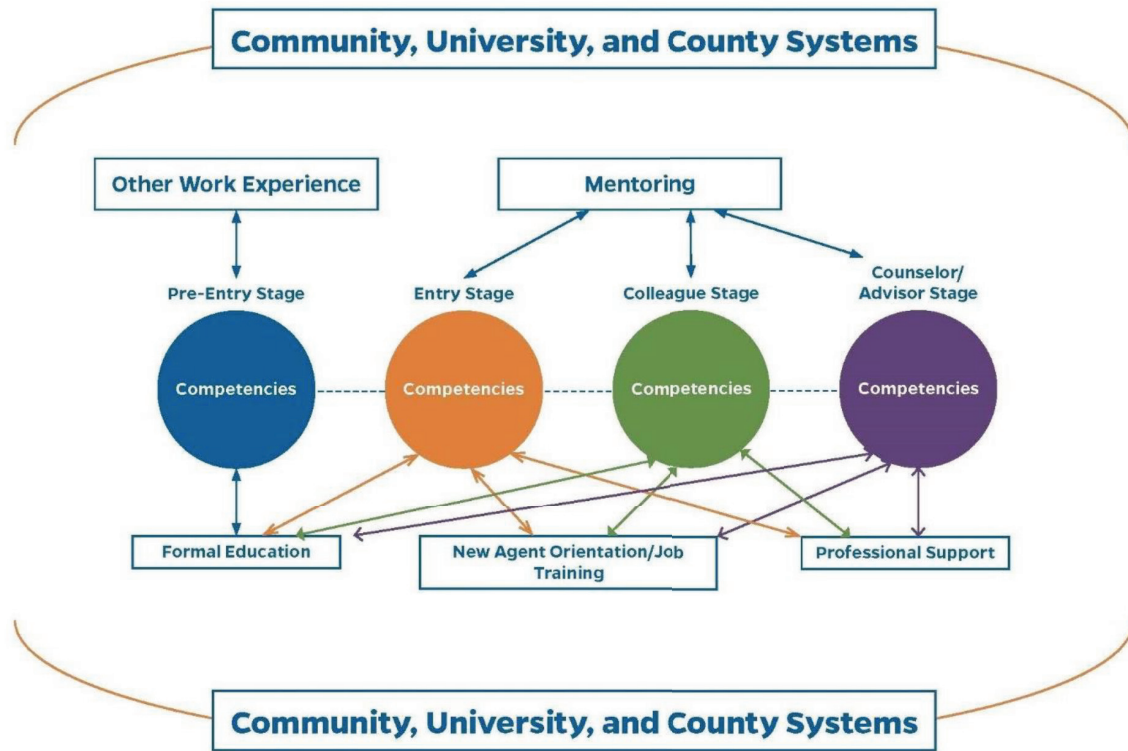 Community, University, and County Systems
Other Work Experience
Mentoring
Pre-Entry Stage
Entry Stage
Colleague Stage
Counselor/
Advisor Stage
Competencies
Competencies
Competencies
Competencies
Formal Education
New Agent Orientation/Job
Training
Professional Support
Community, University, and County Systems